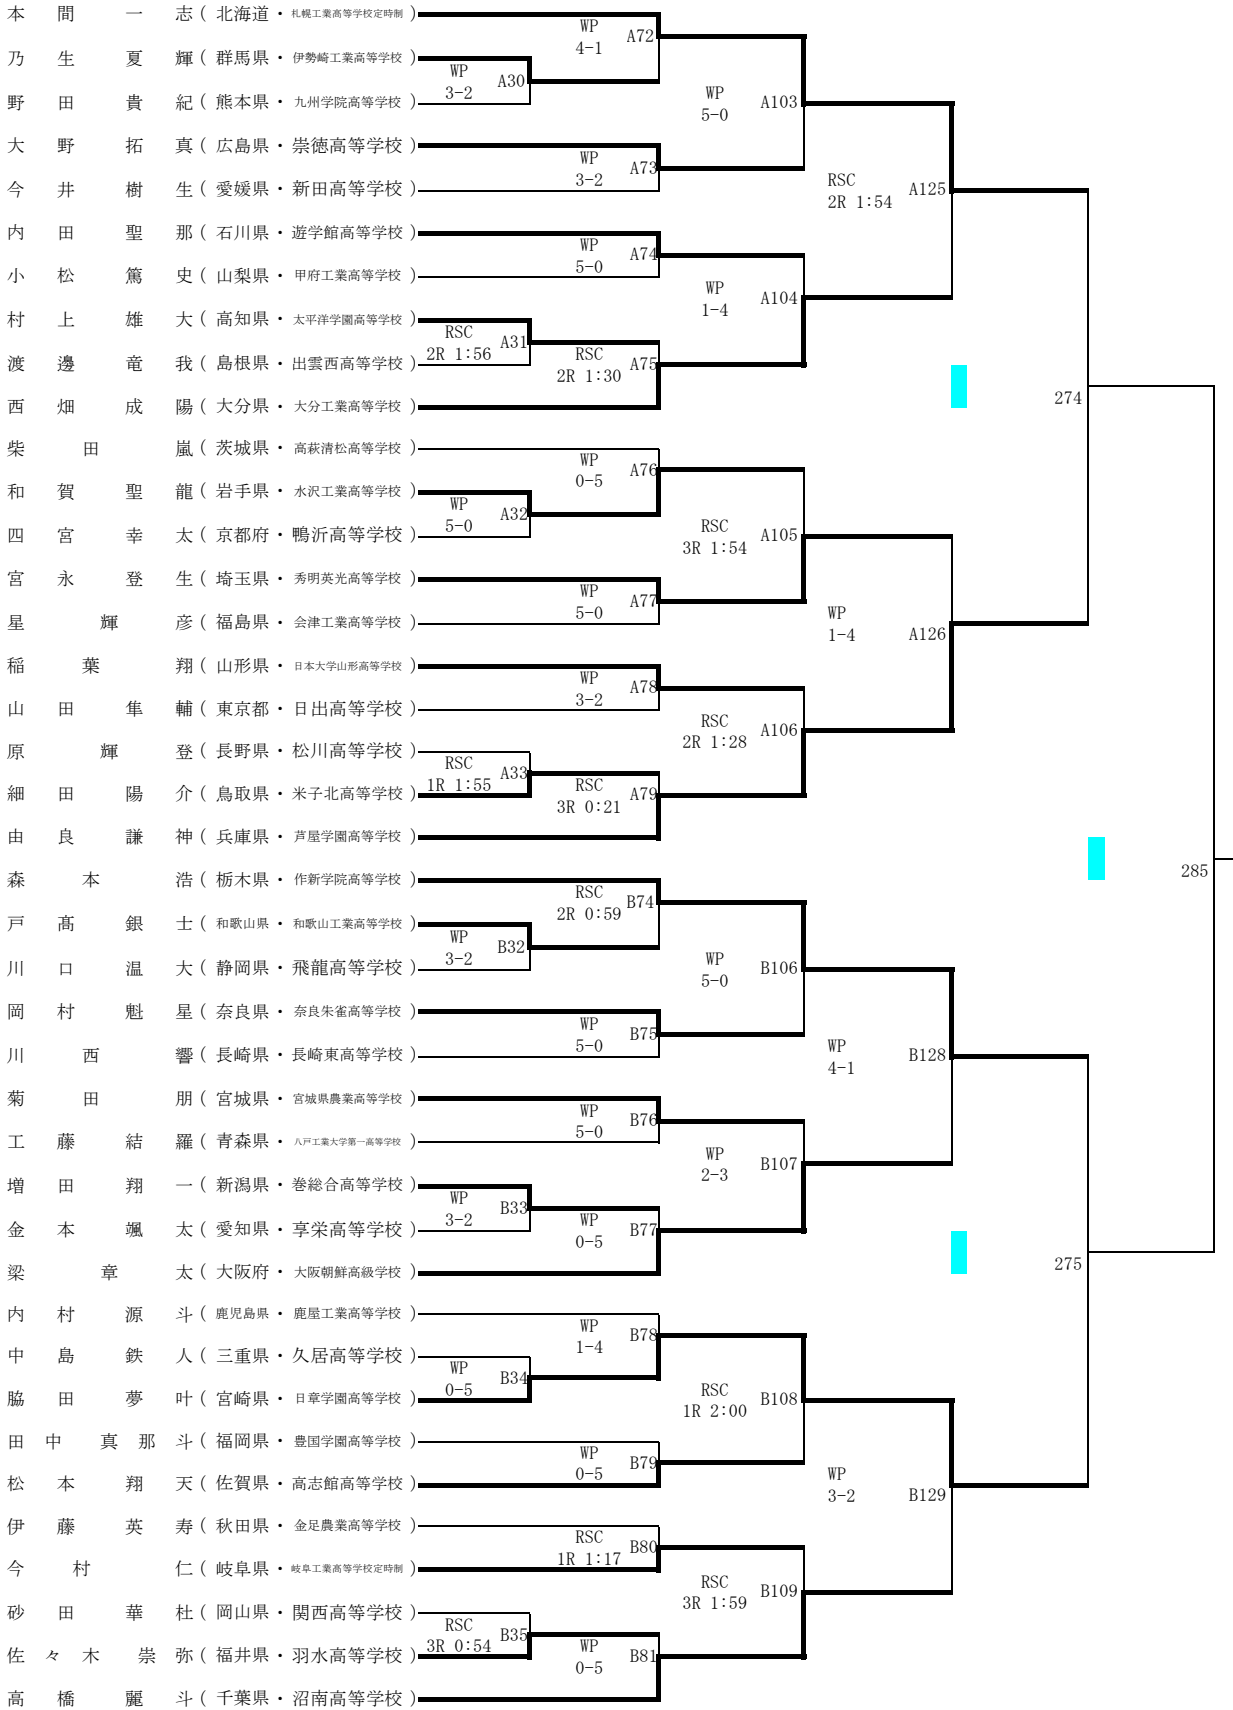 本間一志(北海道・札幌工業高等学校定時制)
WP
4-1
A72
乃生夏輝(群馬県・伊勢崎工業高等学校)
WP
3-2
A30
野田貴紀(熊本県・九州学院高等学校)
WP
5-0
A103
大野拓真(広島県・崇徳高等学校)
WP
3-2
A73
今井樹生(愛媛県・新田高等学校)
RSC
2R 1:54
A125
内田聖那(石川県・遊学館高等学校)
WP
5-0
A74
小松篤史(山梨県・甲府工業高等学校)
WP
1-4
A104
村上雄大(高知県・太平洋学園高等学校)
RSC
2R 1:56
A31
渡邊竜我(島根県・出雲西高等学校)
RSC
2R 1:30
A75
西畑成陽(大分県・大分工業高等学校)
274
柴田嵐(茨城県・高萩清松高等学校)
WP
0-5
A76
和賀聖龍(岩手県・水沢工業高等学校)
WP
5-0
A32
四宮幸太(京都府・鴨沂高等学校)
RSC
3R 1:54
A105
宮永登生(埼玉県・秀明英光高等学校)
WP
5-0
A77
星輝彦(福島県・会津工業高等学校)
WP
1-4
A126
稲葉翔(山形県・日本大学山形高等学校)
WP
3-2
A78
山田隼輔(東京都・日出高等学校)
RSC
2R 1:28
A106
原輝登(長野県・松川高等学校)
RSC
1R 1:55
A33
細田陽介(鳥取県・米子北高等学校)
RSC
3R 0:21
A79
由良謙神(兵庫県・芦屋学園高等学校)
285
森本浩(栃木県・作新学院高等学校)
RSC
2R 0:59
B74
戸髙銀士(和歌山県・和歌山工業高等学校)
WP
3-2
B32
川口温大(静岡県・飛龍高等学校)
WP
5-0
B106
岡村魁星(奈良県・奈良朱雀高等学校)
WP
5-0
B75
川西響(長崎県・長崎東高等学校)
WP
4-1
B128
菊田朋(宮城県・宮城県農業高等学校)
WP
5-0
B76
工藤結羅(青森県・八戸工業大学第一高等学校)
WP
2-3
B107
増田翔一(新潟県・巻総合高等学校)
WP
3-2
B33
金本颯太(愛知県・享栄高等学校)
WP
0-5
B77
梁章太(大阪府・大阪朝鮮高級学校)
275
内村源斗(鹿児島県・鹿屋工業高等学校)
WP
1-4
B78
中島鉄人(三重県・久居高等学校)
WP
0-5
B34
脇田夢叶(宮崎県・日章学園高等学校)
RSC
1R 2:00
B108
田中真那斗(福岡県・豊国学園高等学校)
WP
0-5
B79
松本翔天(佐賀県・高志館高等学校)
WP
3-2
B129
伊藤英寿(秋田県・金足農業高等学校)
RSC
1R 1:17
B80
今村仁(岐阜県・岐阜工業高等学校定時制)
RSC
3R 1:59
B109
砂田華杜(岡山県・関西高等学校)
RSC
3R 0:54
B35
佐々木崇弥(福井県・羽水高等学校)
WP
0-5
B81
高橋麗斗(千葉県・沼南高等学校)